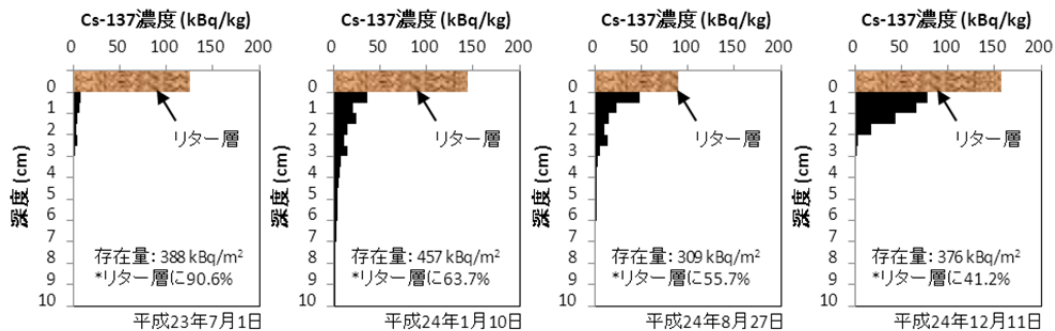 Cs-137濃度 (kBq/kg)
0 50 100 150 200
深度 (cm)
0
1
2
3
4
5
6
7
8
9
10
リター層
存在量: 388 kBq/m²
*リター層に90.6%
平成23年7月1日
Cs-137濃度 (kBq/kg)
0 50 100 150 200
深度 (cm)
0
1
2
3
4
5
6
7
8
9
10
リター層
存在量: 457 kBq/m²
*リター層に63.7%
平成24年1月10日
Cs-137濃度 (kBq/kg)
0 50 100 150 200
深度 (cm)
0
1
2
3
4
5
6
7
8
9
10
リター層
存在量: 309 kBq/m²
*リター層に55.7%
平成24年8月27日
Cs-137濃度 (kBq/kg)
0 50 100 150 200
深度 (cm)
0
1
2
3
4
5
6
7
8
9
10
リター層
存在量: 376 kBq/m²
*リター層に41.2%
平成24年12月11日